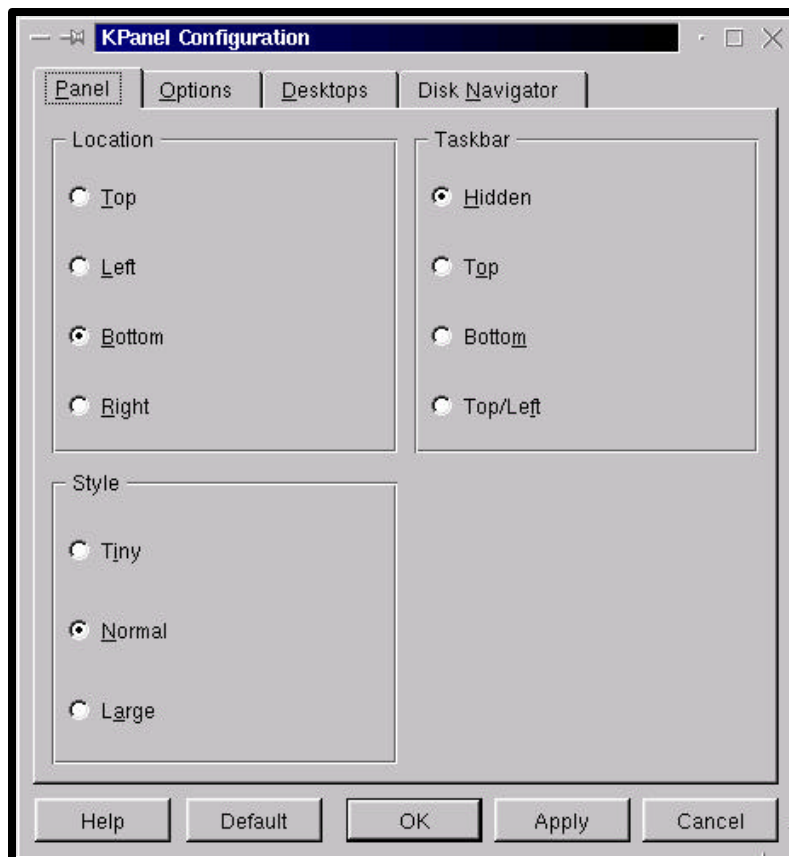 KPanel Configuration
Panel Options Desktops Disk Navigator
Location
Top
Left
Bottom
Right
Taskbar
Hidden
Top
Bottom
Top/Left
Style
Tiny
Normal
Large
Help Default OK Apply Cancel